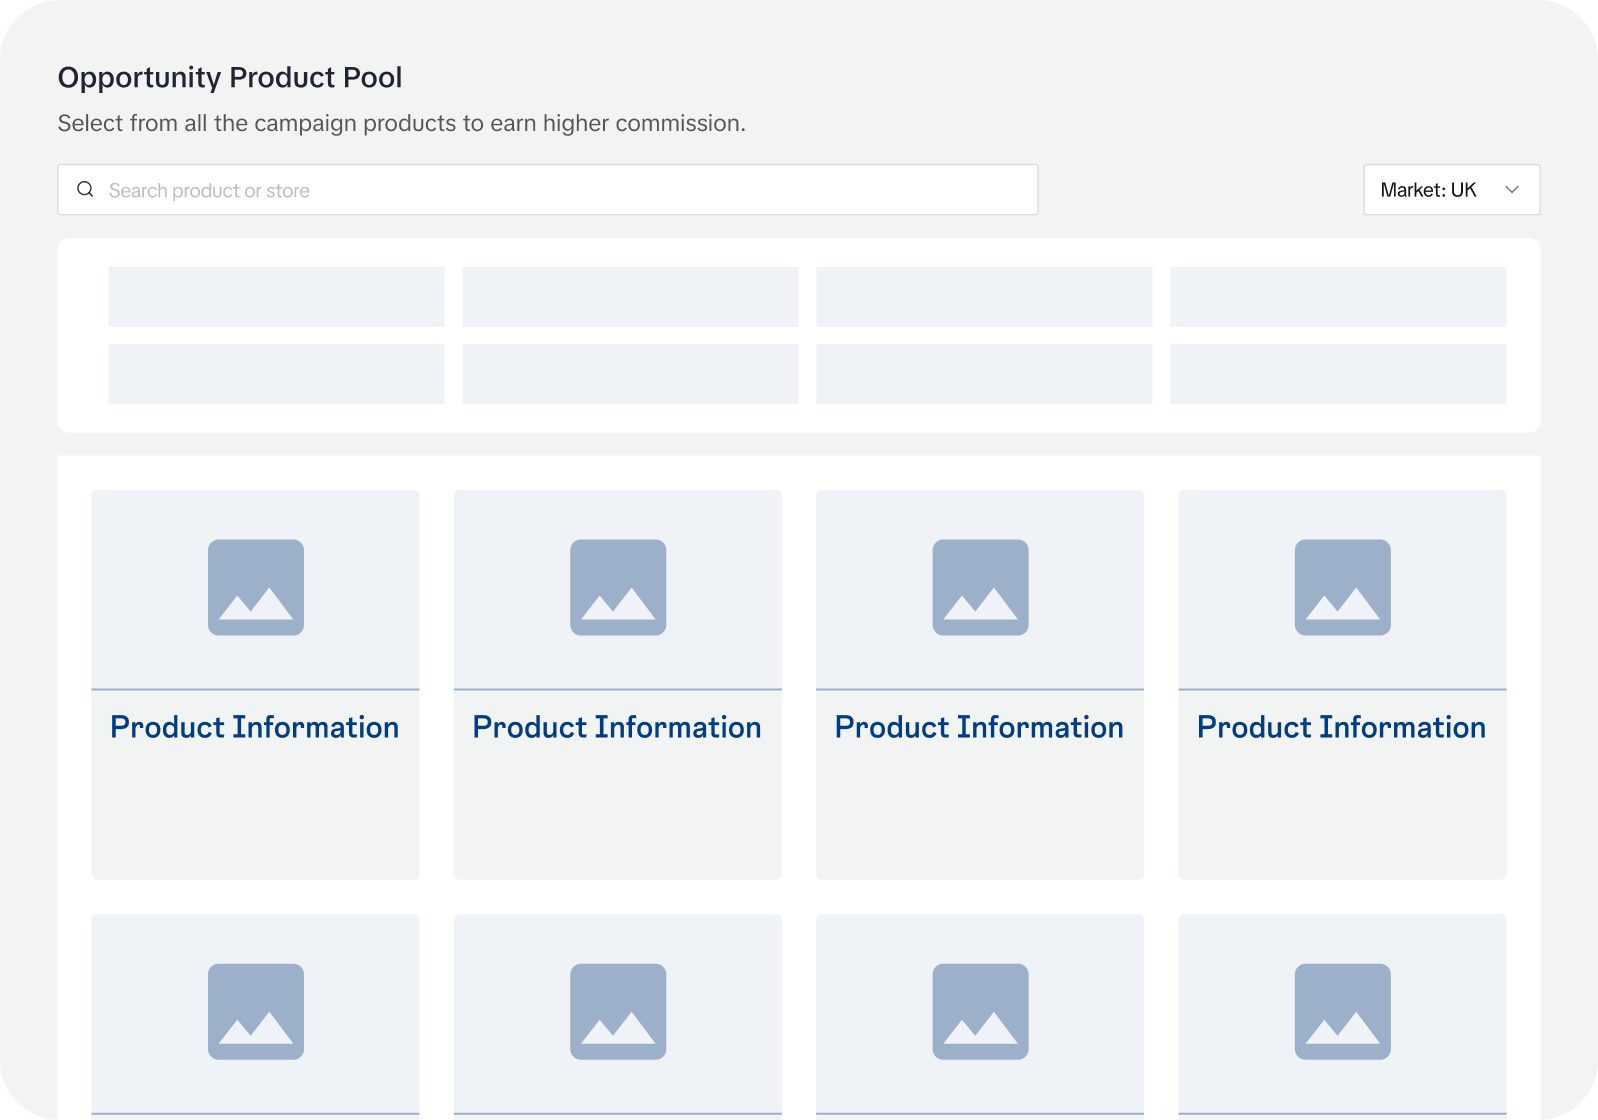 Opportunity Product Pool
Select from all the campaign products to earn higher commission.
Search product or store
Market: UK
Product Information
Product Information
Product Information
Product Information